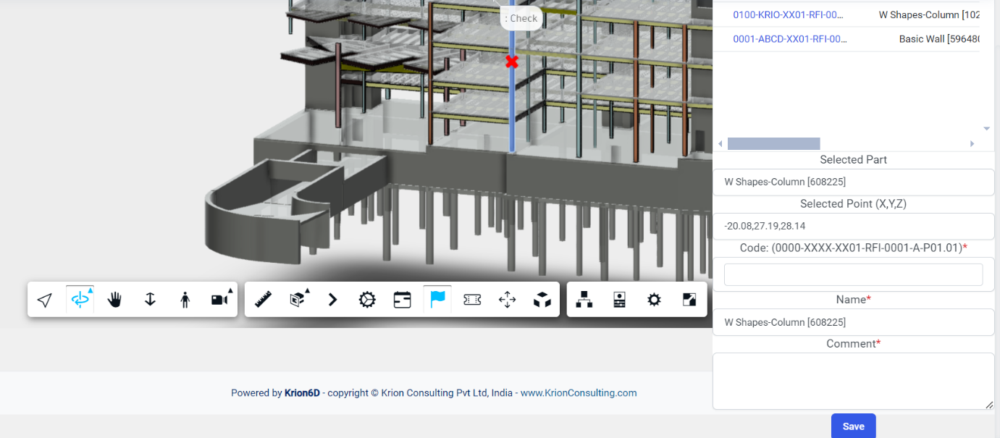 : Check
0100-KRIO-XX01-RFI-00...
W Shapes-Column [102
0001-ABCD-XX01-RFI-00...
Basic Wall [596480
Selected Part
W Shapes-Column [608225]
Selected Point (X,Y,Z)
-20.08,27.19,28.14
Code: (0000-XXXX-XX01-RFI-0001-A-P01.01)*
Name*
W Shapes-Column [608225]
Comment*
Save
Powered by Krion6D - copyright © Krion Consulting Pvt Ltd, India - www.KrionConsulting.com